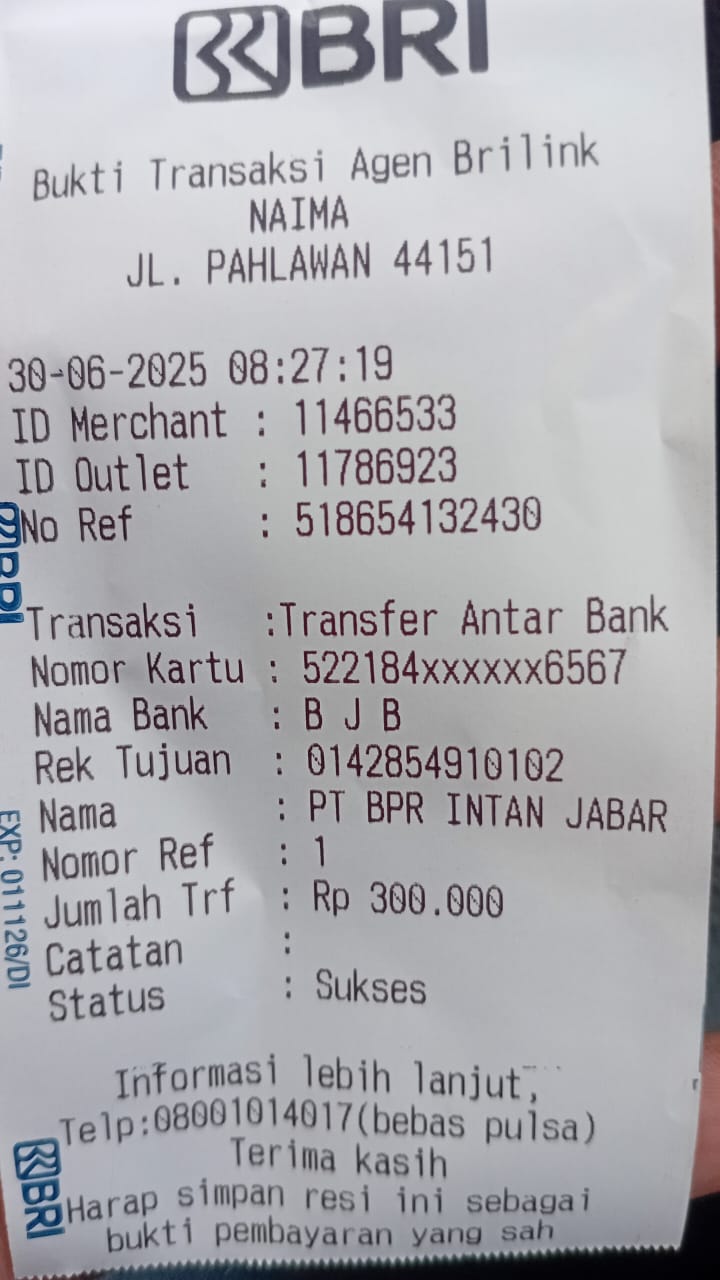 BRI
Bukti Transaksi Agen Brilink
NAIMA
JL. PAHLAWAN 44151
30-06-2025 08:27:19
ID Merchant : 11466533
ID Outlet : 11786923
No Ref : 518654132430
Transaksi :Transfer Antar Bank
Nomor Kartu : 522184xxxxxx6567
Nama Bank : B J B
Rek Tujuan : 0142854910102
Nama : PT BPR INTAN JABAR
Nomor Ref : 1
Jumlah Trf : Rp 300.000
Catatan :
Status : Sukses
Informasi lebih lanjut,
Telp:08001014017(bebas pulsa)
Terima kasih
Harap simpan resi ini sebagai
bukti pembayaran yang sah
BRI
EXP: 011126/DI
BRI